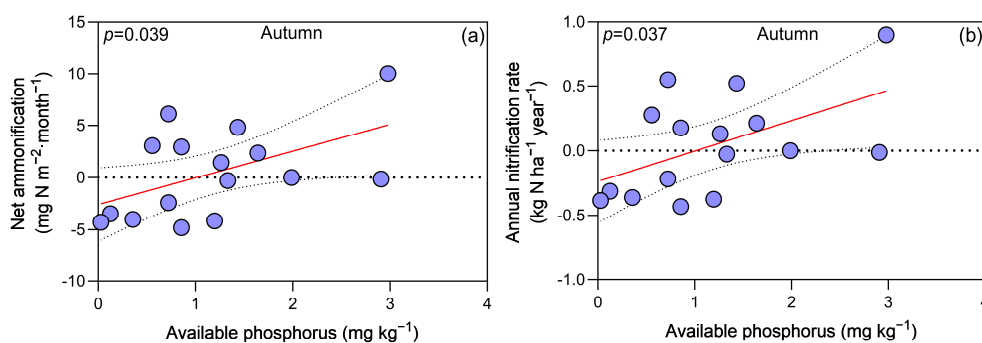 p=0.039
Autumn
(a)
Net ammonification
(mg N m⁻²·month⁻¹)
15
10
5
0
-5
-10
0
1
2
3
4
Available phosphorus (mg kg⁻¹)
p=0.037
Autumn
(b)
Annual nitrification rate
(kg N ha⁻¹ year⁻¹)
1.0
0.5
0.0
-0.5
-1.0
0
1
2
3
4
Available phosphorus (mg kg⁻¹)